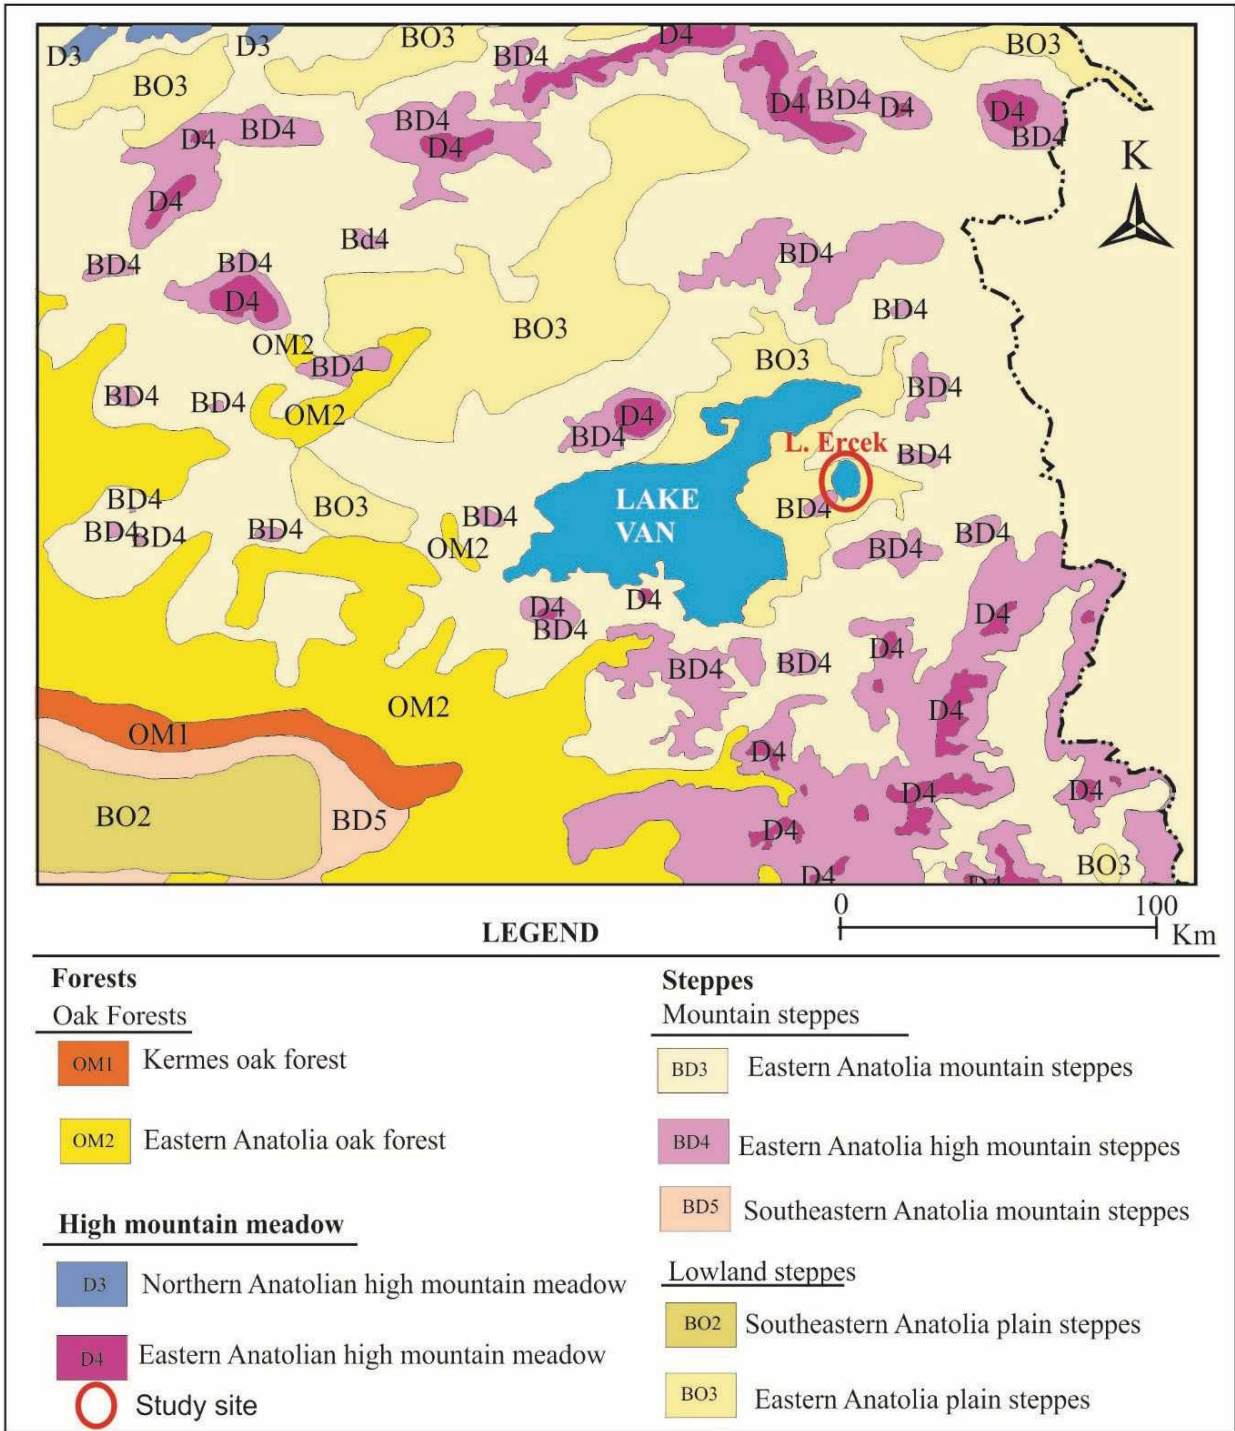 D4
BO3
BO3
D3
D3
BD4
BO3
D4
BD4
D4
D4
BD4
BD4
BD4
D4
D4
BD4
K
D4
Bd4
BD4
BD4
BD4
D4
BD4
BO3
OM2
BO3
BD4
BD4
BD4
BD4
OM2
D4
BD4
L. Ercek
BD4
BD4
LAKE
VAN
BO3
BD4
BD4
BD4
BD4
BD4
BD4
OM2
BD4
D4
D4
BD4
D4
D4
BD4
BD4
OM2
D4
OM1
D4
D4
D4
BO2
BD5
D4
BO3
D4
D4
0 100
Km
LEGEND
Forests
Oak Forests
OM1 Kermes oak forest
OM2 Eastern Anatolia oak forest
High mountain meadow
D3 Northern Anatolian high mountain meadow
D4 Eastern Anatolian high mountain meadow
Study site
Steppes
Mountain steppes
BD3 Eastern Anatolia mountain steppes
BD4 Eastern Anatolia high mountain steppes
BD5 Southeastern Anatolia mountain steppes
Lowland steppes
BO2 Southeastern Anatolia plain steppes
BO3 Eastern Anatolia plain steppes